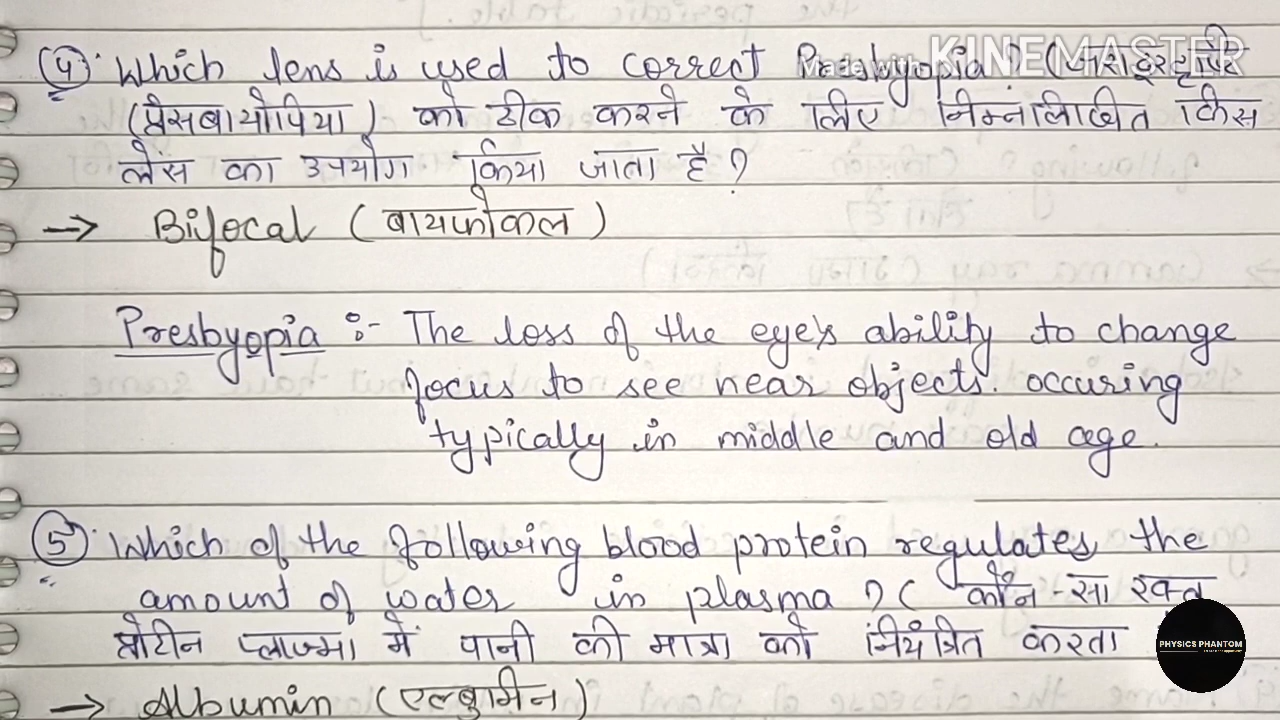 ④ Which lens is used to correct Presbyopia? (जरादूरदृष्टि
(प्रेसबायोपिया) को ठीक करने के लिए निम्नलिखित किस
लेंस का उपयोग किया जाता है?
→ Bifocal (बायफोकल)
Presbyopia :- The loss of the eye's ability to change
focus to see near objects. occuring
typically in middle and old age.
⑤ Which of the following blood protein regulates the
amount of water in plasma? ( कौन-सा रक्त
प्रोटीन प्लाज्मा में पानी की मात्रा को नियंत्रित करता
→ Albumin (एल्बुमीन)
Made with KINEMASTER
PHYSICS PHANTOM